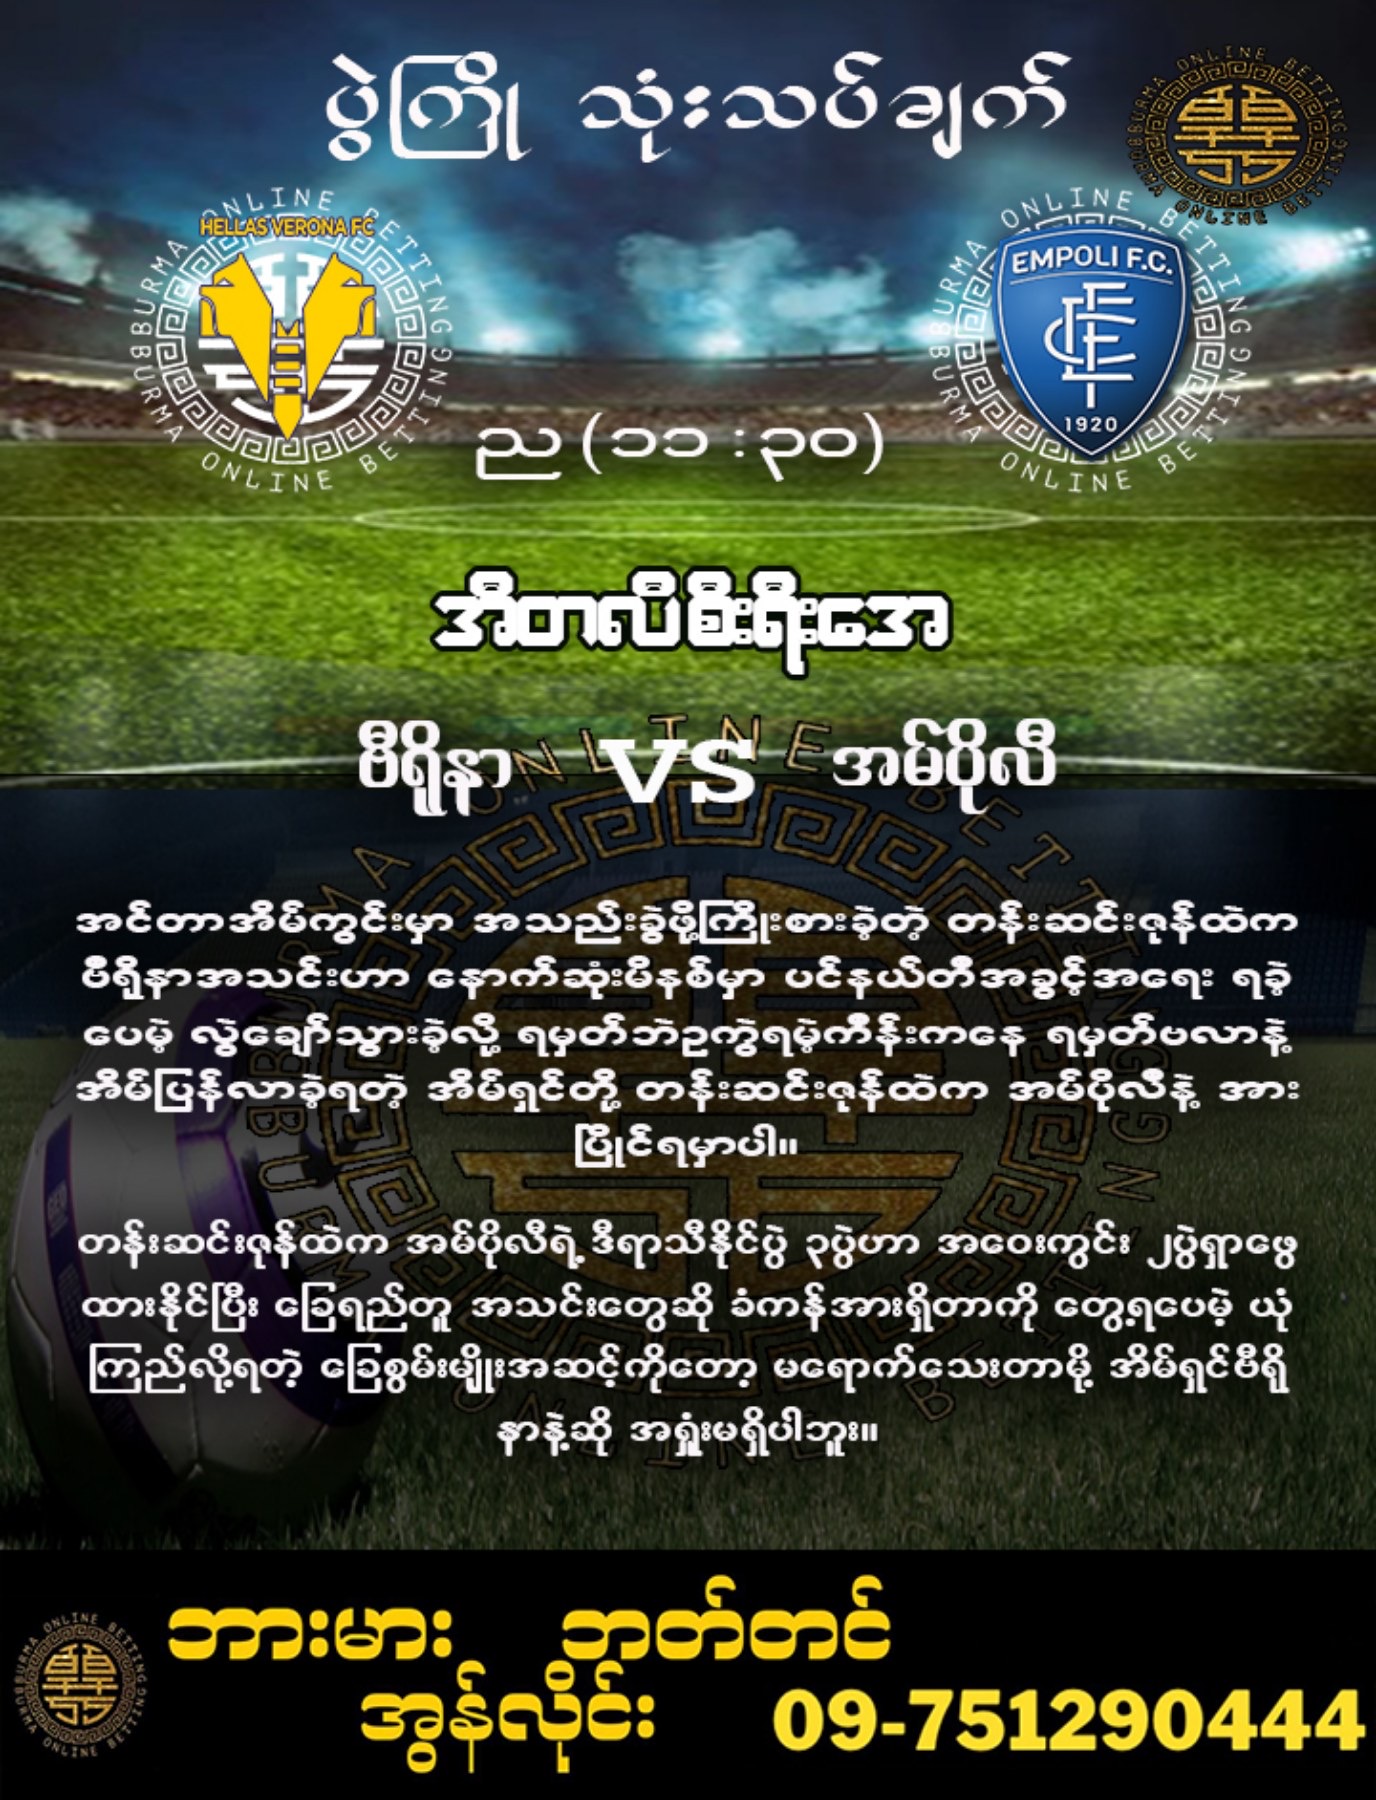 ပွဲကြို သုံးသပ်ချက်
BURMA ONLINE BETTING
HELLAS VERONA FC
EMPOLI F.C.
1920
ည (၁၁ : ၃၀)
အီတလီစီးရီးအေ
ဗီရိုနာ VS အမ်ပိုလီ
အင်တာအိမ်ကွင်းမှာ အသည်းခွဲဖို့ကြိုးစားခဲ့တဲ့ တန်းဆင်းဇုန်ထဲက
ဗီရိုနာအသင်းဟာ နောက်ဆုံးမိနစ်မှာ ပင်နယ်တီအခွင့်အရေး ရခဲ့
ပေမဲ့ လွဲချော်သွားခဲ့လို့ ရမှတ်ဘဲဥကွဲရမဲ့ကိန်းကနေ ရမှတ်ဗလာနဲ့
အိမ်ပြန်လာခဲ့ရတဲ့ အိမ်ရှင်တို့ တန်းဆင်းဇုန်ထဲက အမ်ပိုလီနဲ့ အား
ပြိုင်ရမှာပါ။
တန်းဆင်းဇုန်ထဲက အမ်ပိုလီရဲ့ ဒီရာသီနိုင်ပွဲ ၃ပွဲဟာ အဝေးကွင်း ၂ပွဲရှာဖွေ
ထားနိုင်ပြီး ခြေရည်တူ အသင်းတွေဆို ခံကန်အားရှိတာကို တွေ့ရပေမဲ့ ယုံ
ကြည်လို့ရတဲ့ ခြေစွမ်းမျိုးအဆင့်ကိုတော့ မရောက်သေးတာမို့ အိမ်ရှင်ဗီရို
နာနဲ့ဆို အရှုံးမရှိပါဘူး။
ဘားမား ဘတ်တင်
အွန်လိုင်း 09-751290444